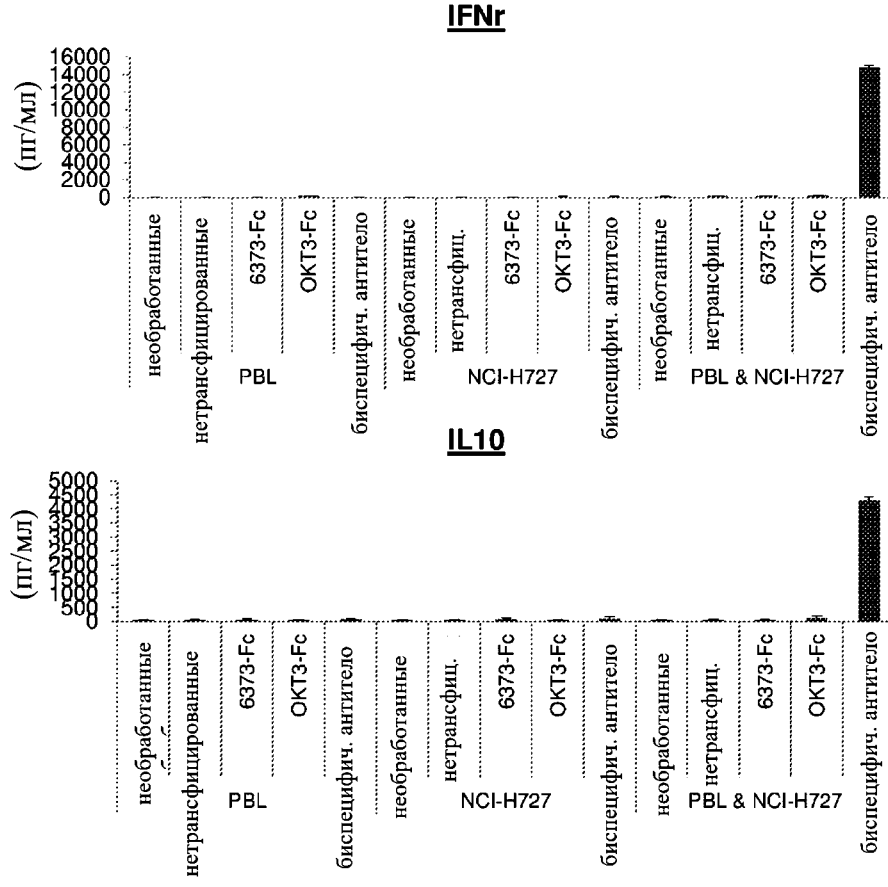 IFNr
(пг/мл)
16000
14000
12000
10000
8000
6000
4000
2000
0
необработанные
нетрансфицированные
6373-Fc
OKT3-Fc
биспецифич. антитело
необработанные
нетрансфиц.
6373-Fc
OKT3-Fc
биспецифич. антитело
необработанные
нетрансфиц.
6373-Fc
OKT3-Fc
биспецифич. антитело
PBL
NCI-H727
PBL & NCI-H727
IL10
(пг/мл)
5000
4500
4000
3500
3000
2500
2000
1500
1000
500
0
необработанные
нетрансфицированные
6373-Fc
OKT3-Fc
биспецифич. антитело
необработанные
нетрансфиц.
6373-Fc
OKT3-Fc
биспецифич. антитело
необработанные
нетрансфиц.
6373-Fc
OKT3-Fc
биспецифич. антитело
PBL
NCI-H727
PBL & NCI-H727